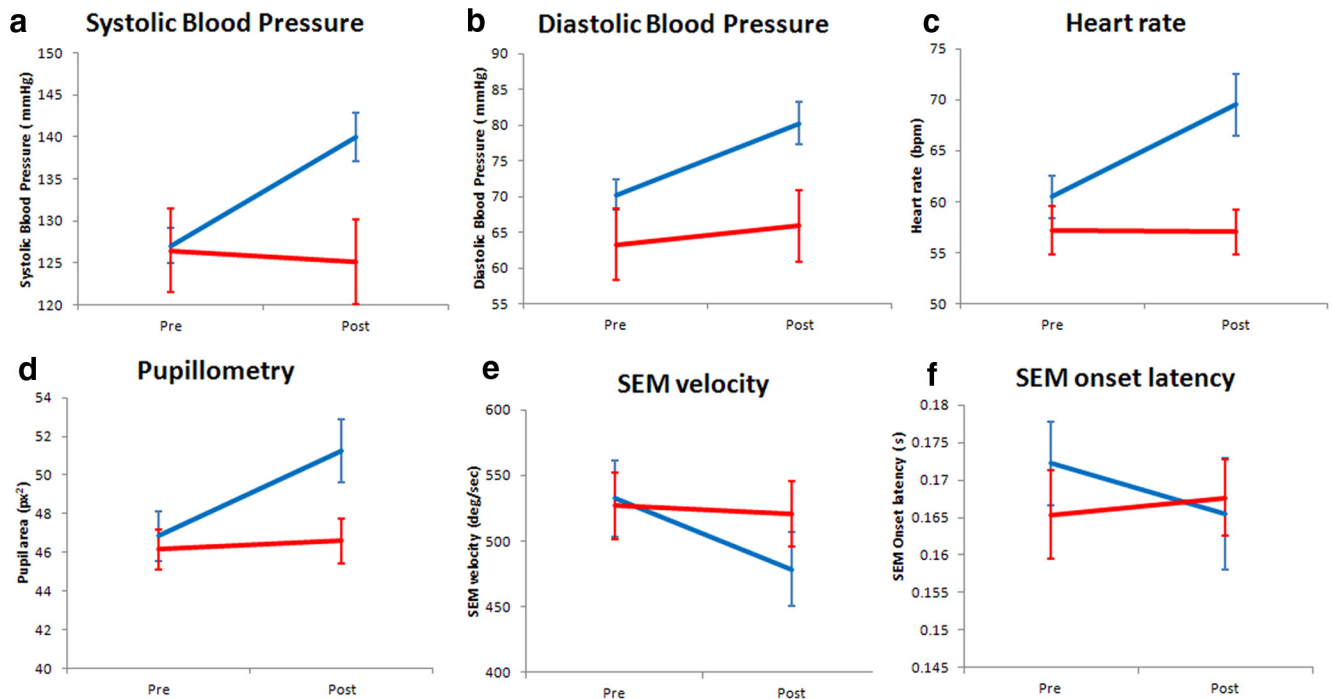 a Systolic Blood Pressure
Systolic Blood Pressure ( mmHg)
150
145
140
135
130
125
120
Pre Post
b Diastolic Blood Pressure
Diastolic Blood Pressure ( mmHg)
90
85
80
75
70
65
60
55
Pre Post
c Heart rate
Heart rate (bpm)
75
70
65
60
55
50
Pre Post
d Pupillometry
Pupil area (px²)
54
52
50
48
46
44
42
40
Pre Post
e SEM velocity
SEM velocity (deg/sec)
600
550
500
450
400
Pre Post
f SEM onset latency
SEM Onset latency (s)
0.18
0.175
0.17
0.165
0.16
0.155
0.15
0.145
Pre Post